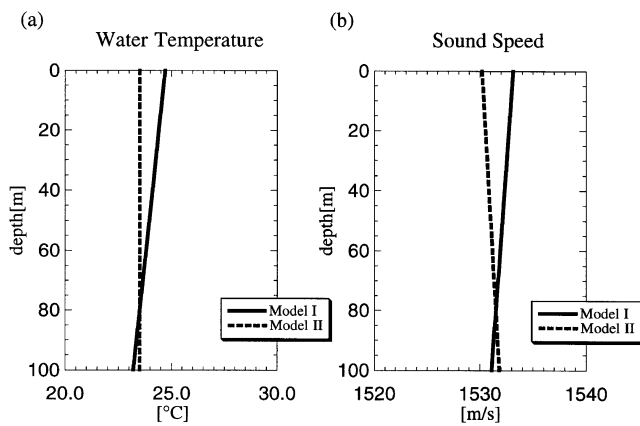 (a)
Water Temperature
0
20
40
60
80
100
depth[m]
Model I
Model II
20.0
25.0
30.0
[°C]
(b)
Sound Speed
0
20
40
60
80
100
depth[m]
Model I
Model II
1520
1530
1540
[m/s]